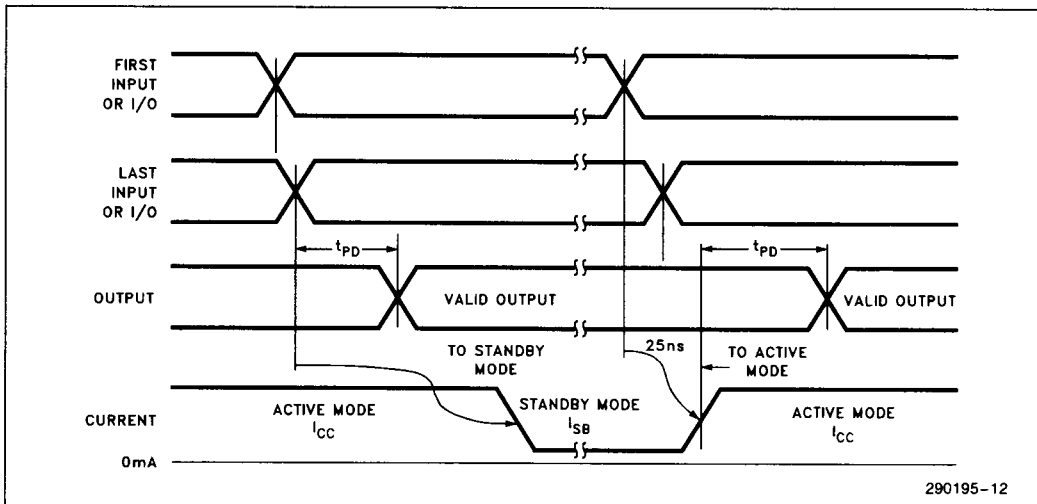 FIRST
INPUT
OR I/O
LAST
INPUT
OR I/O
tPD
tPD
OUTPUT
VALID OUTPUT
VALID OUTPUT
TO STANDBY
MODE
25ns
TO ACTIVE
MODE
CURRENT
ACTIVE MODE
ICC
STANDBY MODE
ISB
ACTIVE MODE
ICC
0mA
290195-12